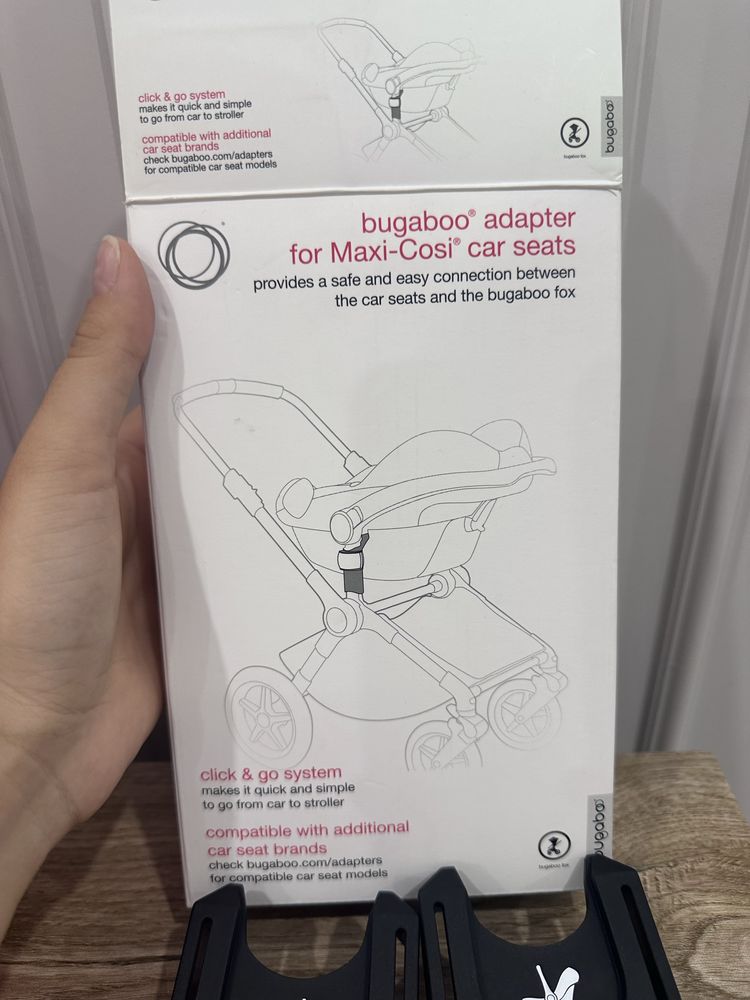 click & go system
makes it quick and simple
to go from car to stroller
compatible with additional
car seat brands
check bugaboo.com/adapters
for compatible car seat models
bugaboo fox
bugaboo
bugaboo® adapter
for Maxi-Cosi® car seats
provides a safe and easy connection between
the car seats and the bugaboo fox
click & go system
makes it quick and simple
to go from car to stroller
compatible with additional
car seat brands
check bugaboo.com/adapters
for compatible car seat models
bugaboo fox
bugaboo